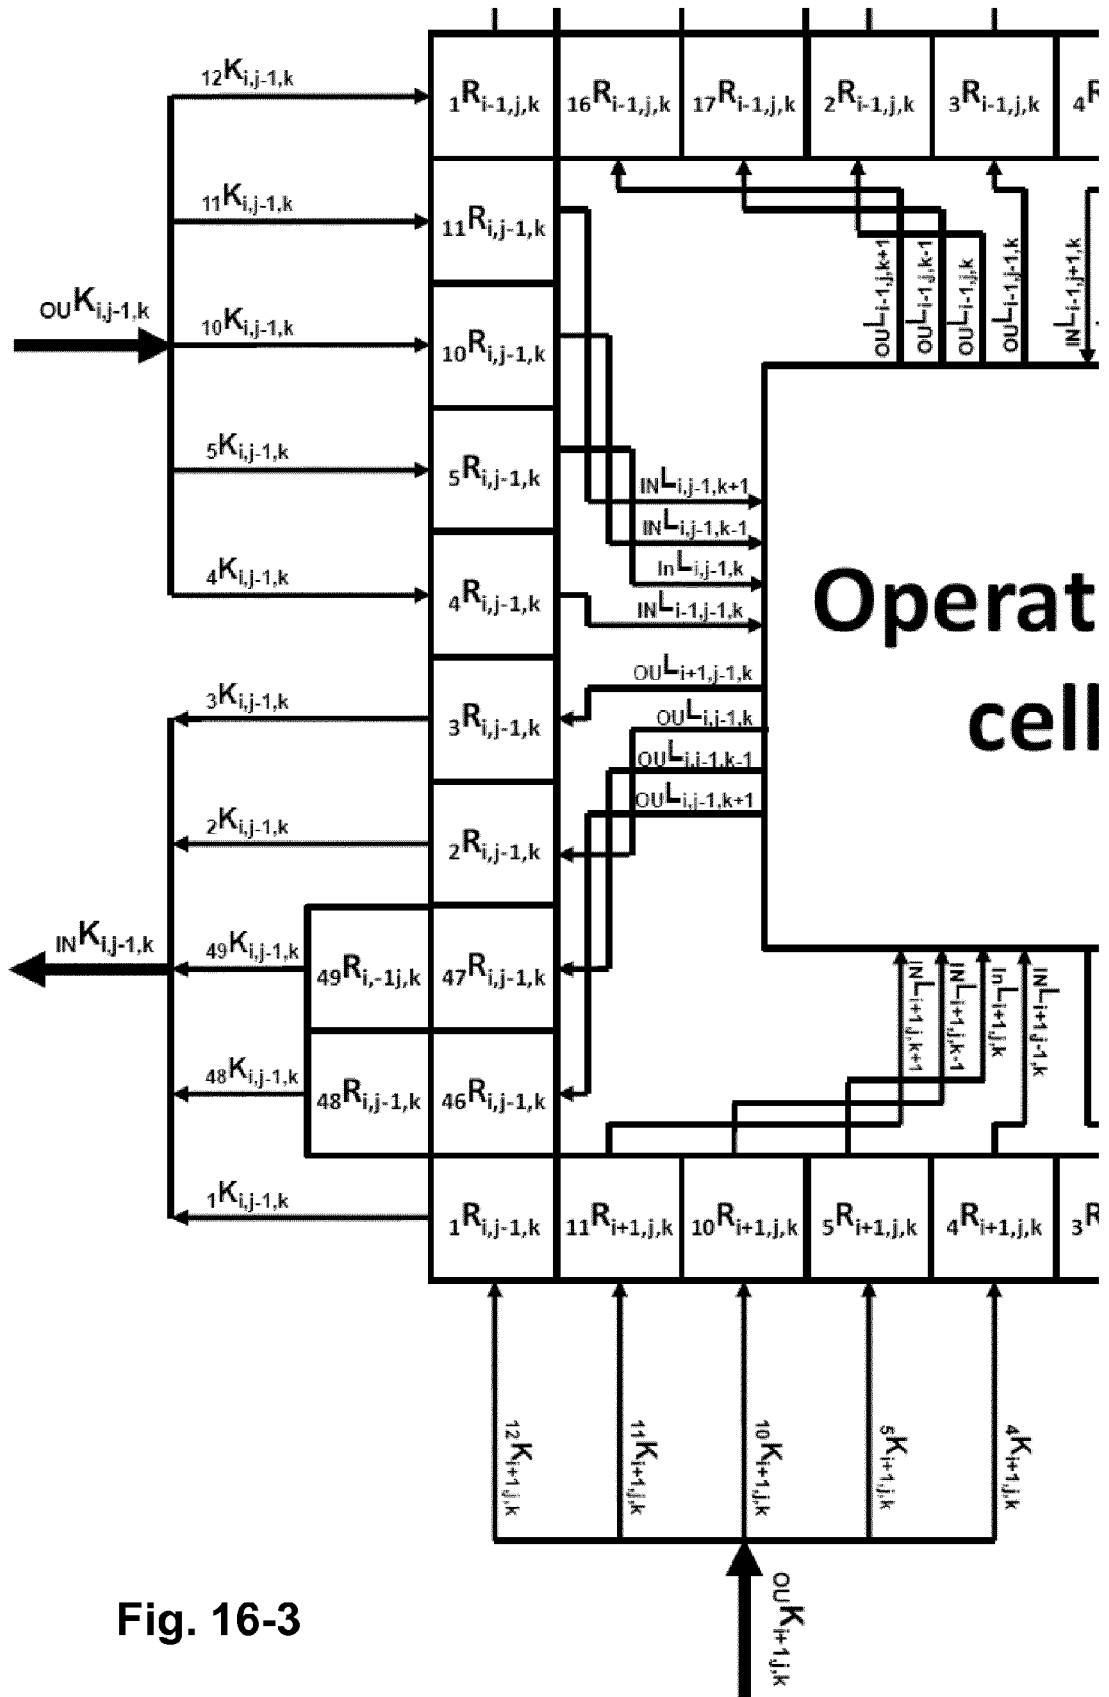 12Ki,j-1,k
1Ri-1,j,k 16Ri-1,j,k 17Ri-1,j,k 2Ri-1,j,k 3Ri-1,j,k 4R
11Ki,j-1,k
11Ri,j-1,k
OULi-1,j,k+1
OULi-1,j,k-1
OULi-1,j,k
OULi-1,j-1,k
INLi-1,j+1,k
OUKi,j-1,k
10Ki,j-1,k
10Ri,j-1,k
5Ki,j-1,k
5Ri,j-1,k
INLi,j-1,k+1
INLi,j-1,k-1
InLi,j-1,k
INLi-1,j-1,k
4Ki,j-1,k
4Ri,j-1,k
Operat
cell
OULi+1,j-1,k
OULi,j-1,k
OULi,j-1,k-1
OULi,j-1,k+1
3Ki,j-1,k
3Ri,j-1,k
2Ki,j-1,k
2Ri,j-1,k
INKi,j-1,k
49Ki,j-1,k
49Ri,-1j,k 47Ri,j-1,k
INLi+1,j,k+1
INLi+1,j,k-1
InLi+1,j,k
INLi+1,j-1,k
48Ki,j-1,k
48Ri,j-1,k 46Ri,j-1,k
1Ki,j-1,k
1Ri,j-1,k 11Ri+1,j,k 10Ri+1,j,k 5Ri+1,j,k 4Ri+1,j,k 3R
12Ki+1,j,k
11Ki+1,j,k
10Ki+1,j,k
5Ki+1,j,k
4Ki+1,j,k
OUKi+1,j,k
Fig. 16-3